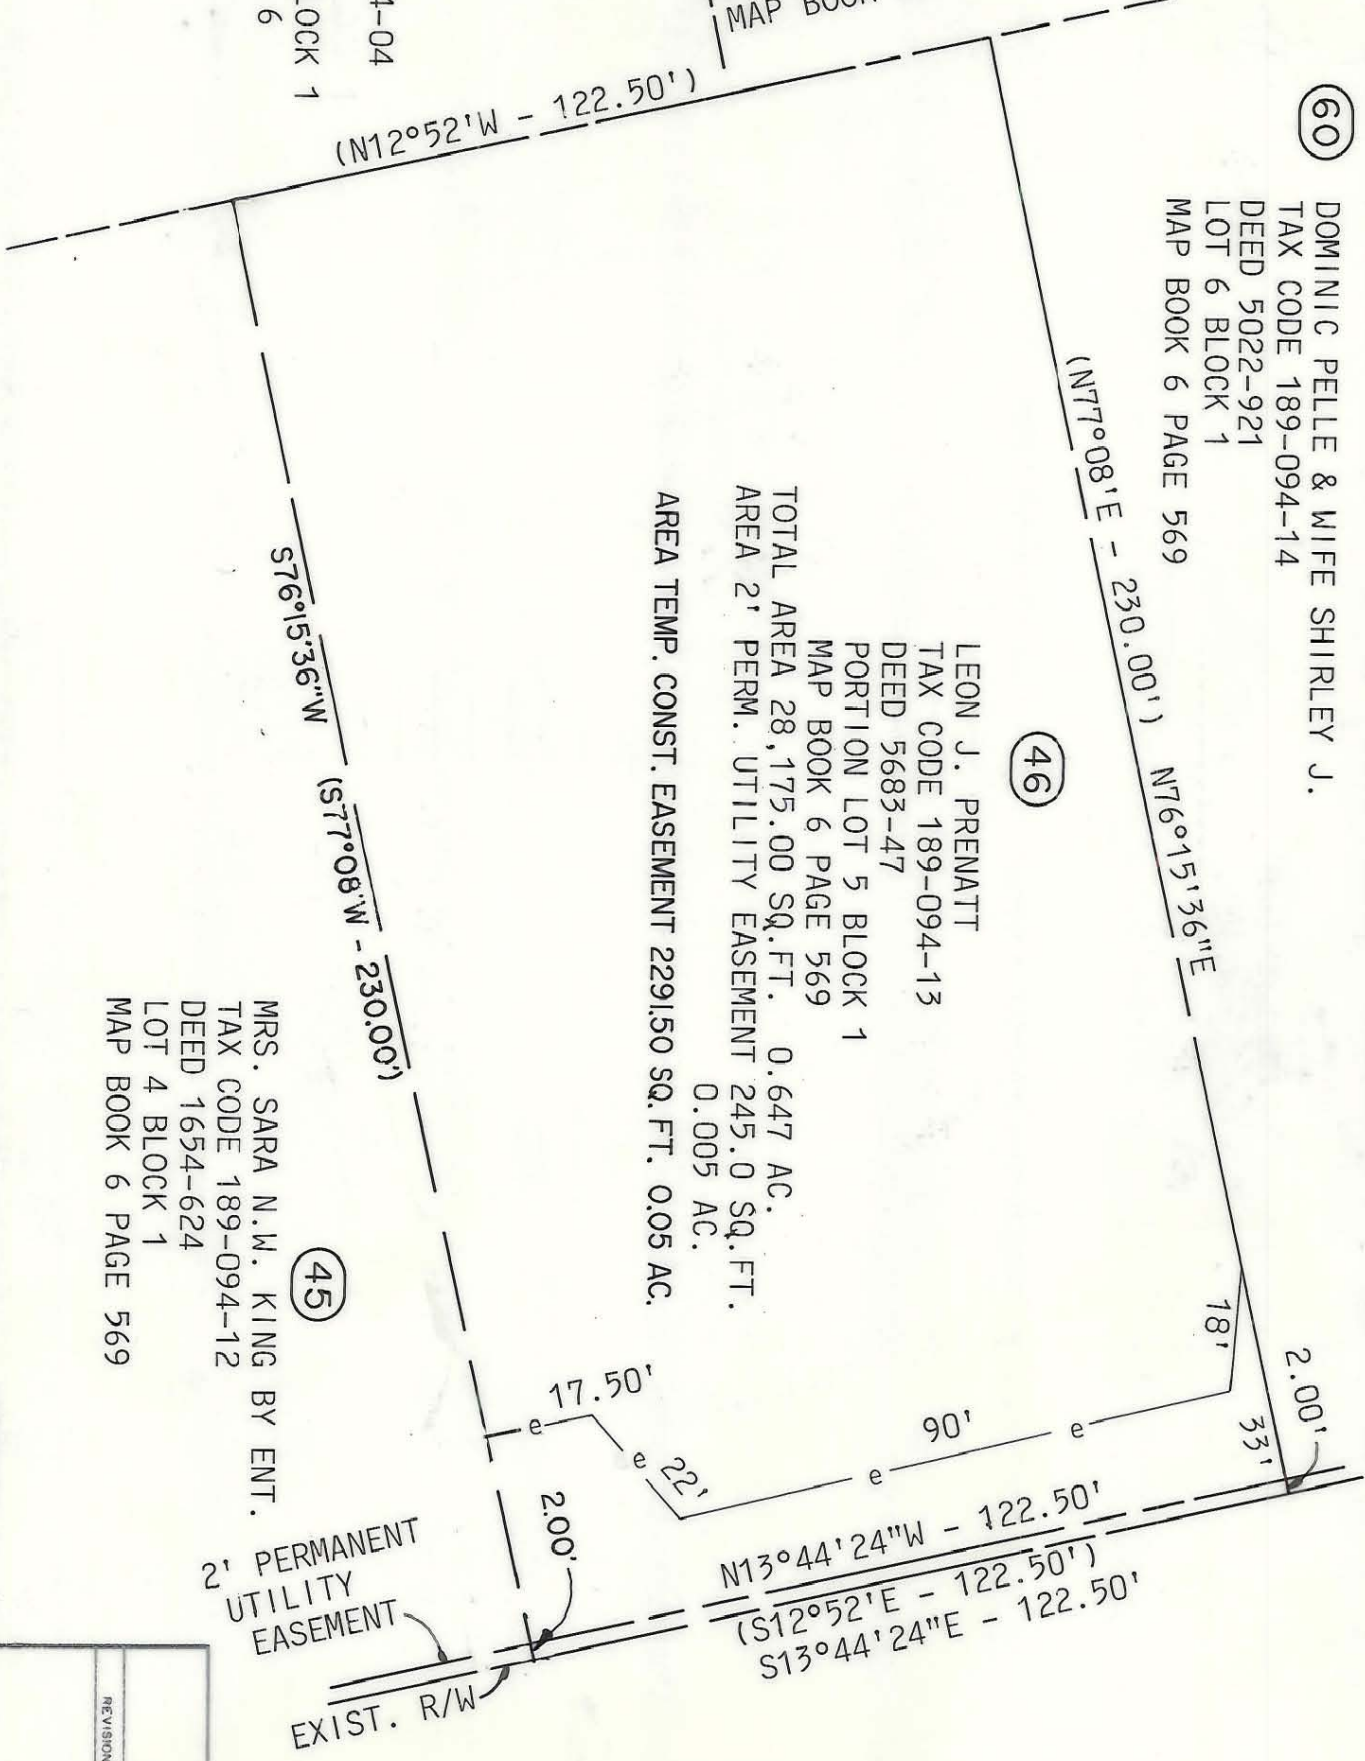 4-04
LOCK 1
6
MAP BOOK
(N12°52'W - 122.50')
60
DOMINIC PELLE & WIFE SHIRLEY J.
TAX CODE 189-094-14
DEED 5022-921
LOT 6 BLOCK 1
MAP BOOK 6 PAGE 569
(N77°08'E - 230.00') N76°15'36"E
46
LEON J. PRENATT
TAX CODE 189-094-13
DEED 5683-47
PORTION LOT 5 BLOCK 1
MAP BOOK 6 PAGE 569
TOTAL AREA 28,175.00 SQ.FT. 0.647 AC.
AREA 2' PERM. UTILITY EASEMENT 245.0 SQ.FT.
0.005 AC.
AREA TEMP. CONST. EASEMENT 2291.50 SQ. FT. 0.05 AC.
S76°15'36"W (S77°08'W - 230.00')
45
MRS. SARA N.W. KING BY ENT.
TAX CODE 189-094-12
DEED 1654-624
LOT 4 BLOCK 1
MAP BOOK 6 PAGE 569
18'
2.00'
33'
90'
e
e
22'
e
17.50'
e
2.00'
N13°44'24"W - 122.50'
(S12°52'E - 122.50')
S13°44'24"E - 122.50'
2' PERMANENT
UTILITY
EASEMENT
EXIST. R/W
REVISION